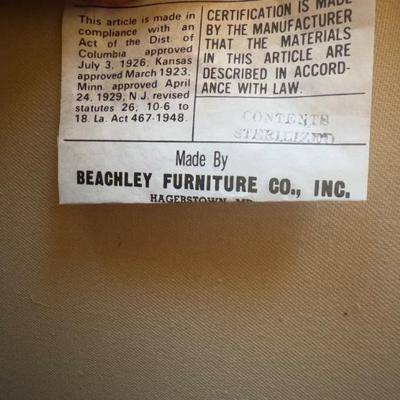 This article is made in
compliance with an
Act of the Dist. of
Columbia approved
July 3, 1926; Kansas
approved March 1923;
Minn. approved April
24, 1929; N.J. revised
statutes 26; 10-6 to
18. La. Act 467-1948.
CERTIFICATION IS MADE
BY THE MANUFACTURER
THAT THE MATERIALS
IN THIS ARTICLE ARE
DESCRIBED IN ACCORD-
ANCE WITH LAW.
CONTENTS
STERILIZED
Made By
BEACHLEY FURNITURE CO., INC.
HAGERSTOWN, MD.